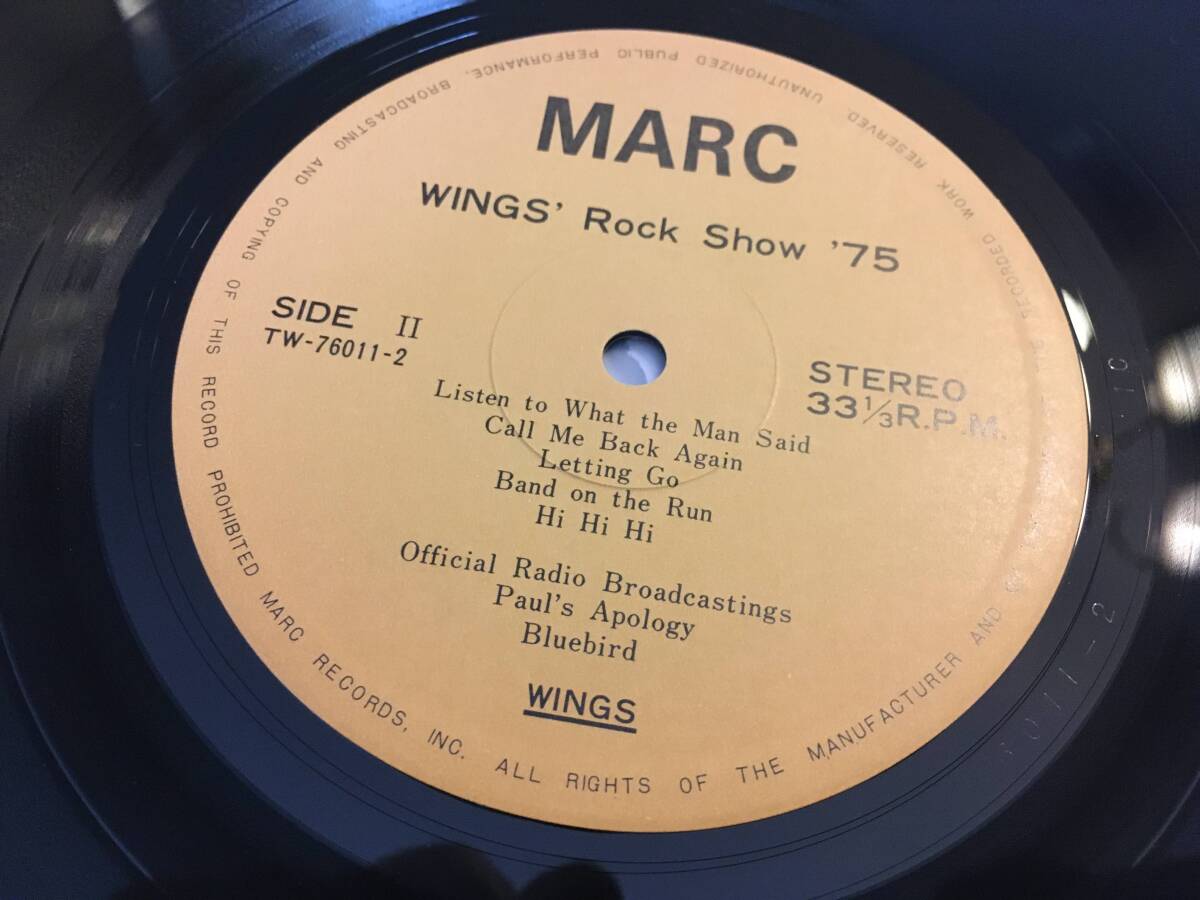 MARC
WINGS' Rock Show '75
SIDE II
TW-76011-2
STEREO
33 1/3 R.P.M.
Listen to What the Man Said
Call Me Back Again
Letting Go
Band on the Run
Hi Hi Hi
Official Radio Broadcastings
Paul's Apology
Bluebird
WINGS
MARC RECORDS, INC. ALL RIGHTS OF THE MANUFACTURER AND
RECORDED WORK RESERVED. UNAUTHORIZED PUBLIC PERFORMANCE, BROADCASTING AND COPYING OF THIS RECORD PROHIBITED